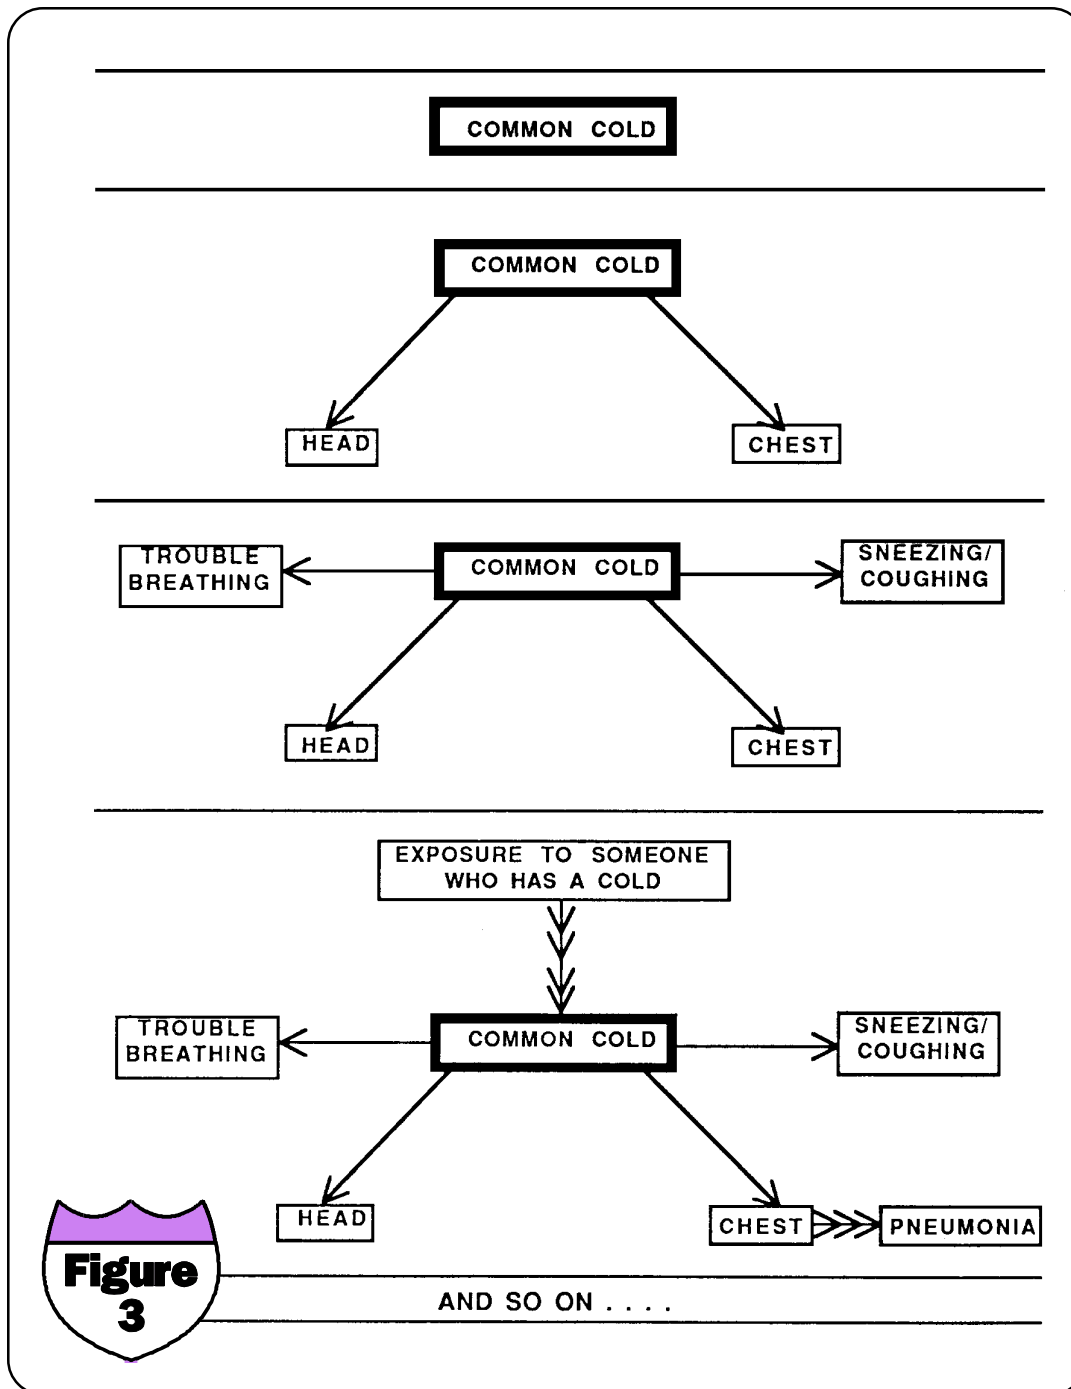 COMMON COLD
COMMON COLD
HEAD
CHEST
TROUBLE
BREATHING
COMMON COLD
SNEEZING/
COUGHING
HEAD
CHEST
EXPOSURE TO SOMEONE
WHO HAS A COLD
TROUBLE
BREATHING
COMMON COLD
SNEEZING/
COUGHING
HEAD
CHEST
PNEUMONIA
Figure
3
AND SO ON . . . .